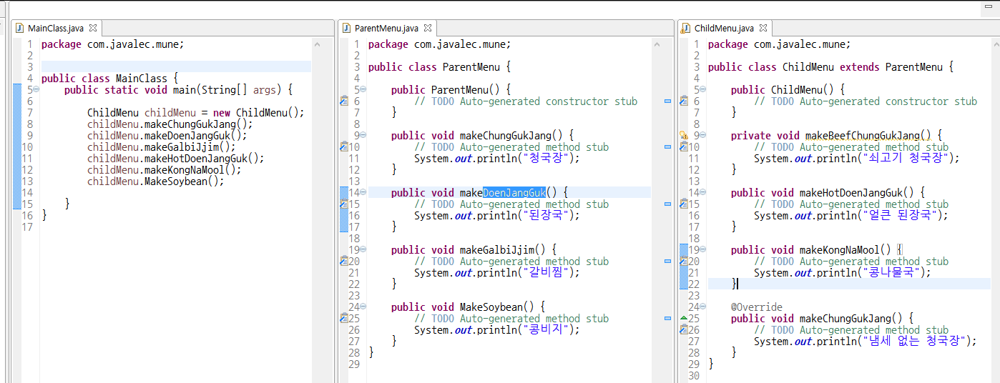 MainClass.java
1 package com.javalec.mune;
2
3
4 public class MainClass {
5 public static void main(String[] args) {
6
7 ChildMenu childMenu = new ChildMenu();
8 childMenu.makeChungGukJang();
9 childMenu.makeDoenJangGuk();
10 childMenu.makeGalbiJjim();
11 childMenu.makeHotDoenJangGuk();
12 childMenu.makeKongNaMool();
13 childMenu.MakeSoybean();
14
15 }
16 }
17
ParentMenu.java
1 package com.javalec.mune;
2
3 public class ParentMenu {
4
5 public ParentMenu() {
6 // TODO Auto-generated constructor stub
7 }
8
9 public void makeChungGukJang() {
10 // TODO Auto-generated method stub
11 System.out.println("청국장");
12 }
13
14 public void makeDoenJangGuk() {
15 // TODO Auto-generated method stub
16 System.out.println("된장국");
17 }
18
19 public void makeGalbiJjim() {
20 // TODO Auto-generated method stub
21 System.out.println("갈비찜");
22 }
23
24 public void MakeSoybean() {
25 // TODO Auto-generated method stub
26 System.out.println("콩비지");
27 }
28 }
29
ChildMenu.java
1 package com.javalec.mune;
2
3 public class ChildMenu extends ParentMenu {
4
5 public ChildMenu() {
6 // TODO Auto-generated constructor stub
7 }
8
9 private void makeBeefChungGukJang() {
10 // TODO Auto-generated method stub
11 System.out.println("쇠고기 청국장");
12 }
13
14 public void makeHotDoenJangGuk() {
15 // TODO Auto-generated method stub
16 System.out.println("얼큰 된장국");
17 }
18
19 public void makeKongNaMool() {
20 // TODO Auto-generated method stub
21 System.out.println("콩나물국");
22 }
23
24 @Override
25 public void makeChungGukJang() {
26 // TODO Auto-generated method stub
27 System.out.println("냄세 없는 청국장");
28 }
29 }
30